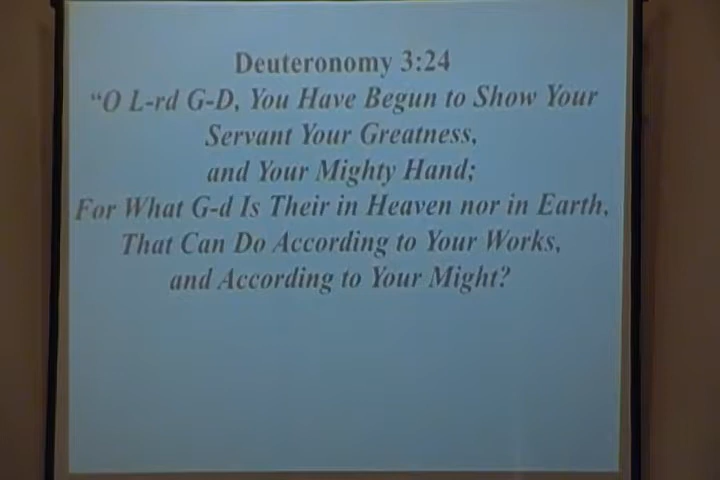 Deuteronomy 3:24
“O L-rd G-D, You Have Begun to Show Your
Servant Your Greatness,
and Your Mighty Hand;
For What G-d Is Their in Heaven nor in Earth,
That Can Do According to Your Works,
and According to Your Might?